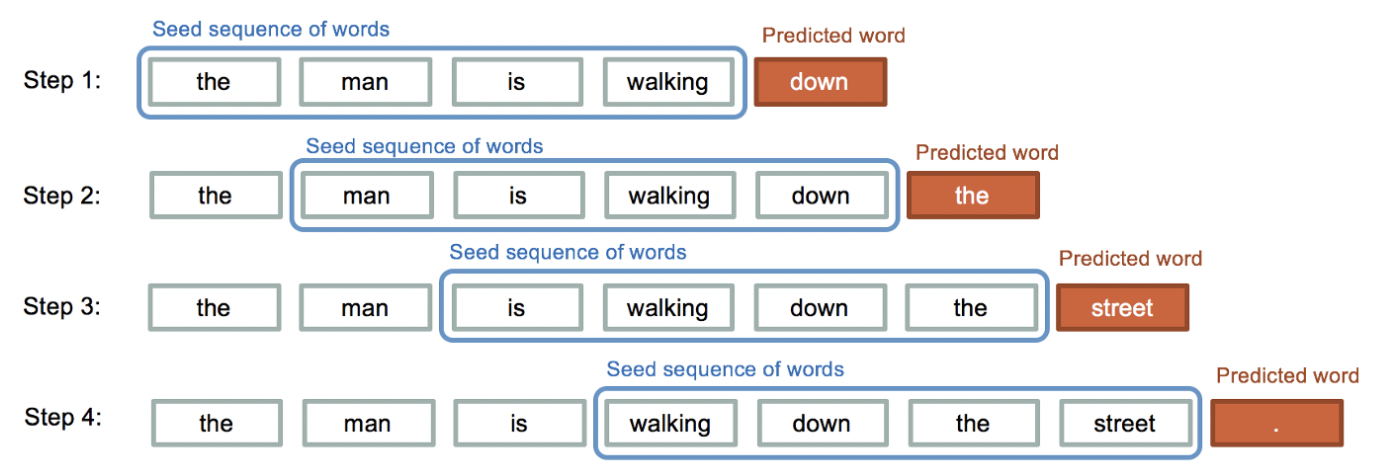 Seed sequence of words
Predicted word
Step 1: the man is walking down
Seed sequence of words
Predicted word
Step 2: the man is walking down the
Seed sequence of words
Predicted word
Step 3: the man is walking down the street
Seed sequence of words
Predicted word
Step 4: the man is walking down the street .